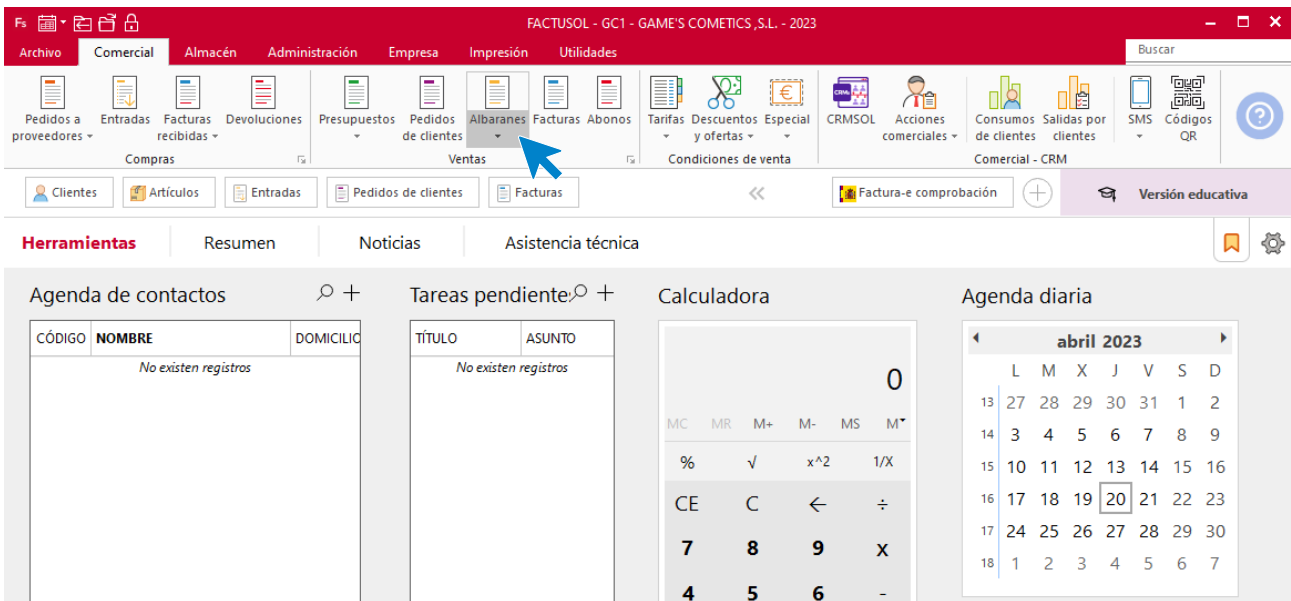 Fs
FACTUSOL - GC1 - GAME'S COMETICS ,S.L. - 2023
Archivo Comercial Almacén Administración Empresa Impresión Utilidades Buscar
Pedidos a proveedores Entradas Facturas recibidas Devoluciones Presupuestos Pedidos de clientes Albaranes Facturas Abonos Tarifas Descuentos y ofertas Especial CRMSOL Acciones comerciales Consumos de clientes Salidas por clientes SMS Códigos QR
Compras Ventas Condiciones de venta Comercial - CRM
Clientes Artículos Entradas Pedidos de clientes Facturas Factura-e comprobación Versión educativa
Herramientas Resumen Noticias Asistencia técnica
Agenda de contactos
CÓDIGO NOMBRE DOMICILIO
No existen registros
Tareas pendiente
TÍTULO ASUNTO
No existen registros
Calculadora
0
MC MR M+ M- MS M
% √ x^2 1/X
CE C ← ÷
7 8 9 x
4 5 6 -
Agenda diaria
abril 2023
L M X J V S D
13 27 28 29 30 31 1 2
14 3 4 5 6 7 8 9
15 10 11 12 13 14 15 16
16 17 18 19 20 21 22 23
17 24 25 26 27 28 29 30
18 1 2 3 4 5 6 7